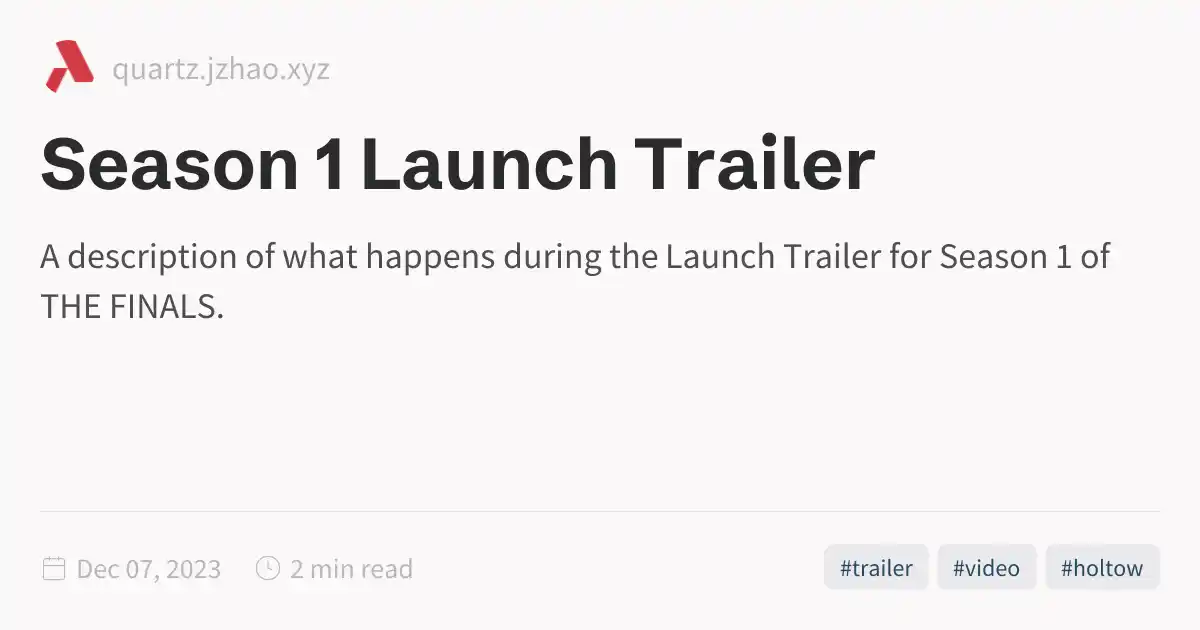 quartz.jzhao.xyz
Season 1 Launch Trailer
A description of what happens during the Launch Trailer for Season 1 of
THE FINALS.
Dec 07, 2023 2 min read #trailer #video #holtow